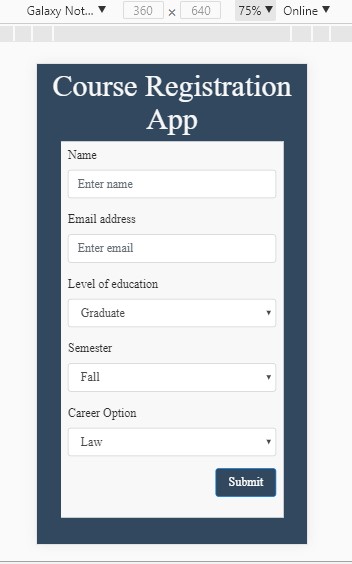 Galaxy Not... ▼ 360 x 640 75% ▼ Online ▼
Course Registration
App
Name
Enter name
Email address
Enter email
Level of education
Graduate
Semester
Fall
Career Option
Law
Submit